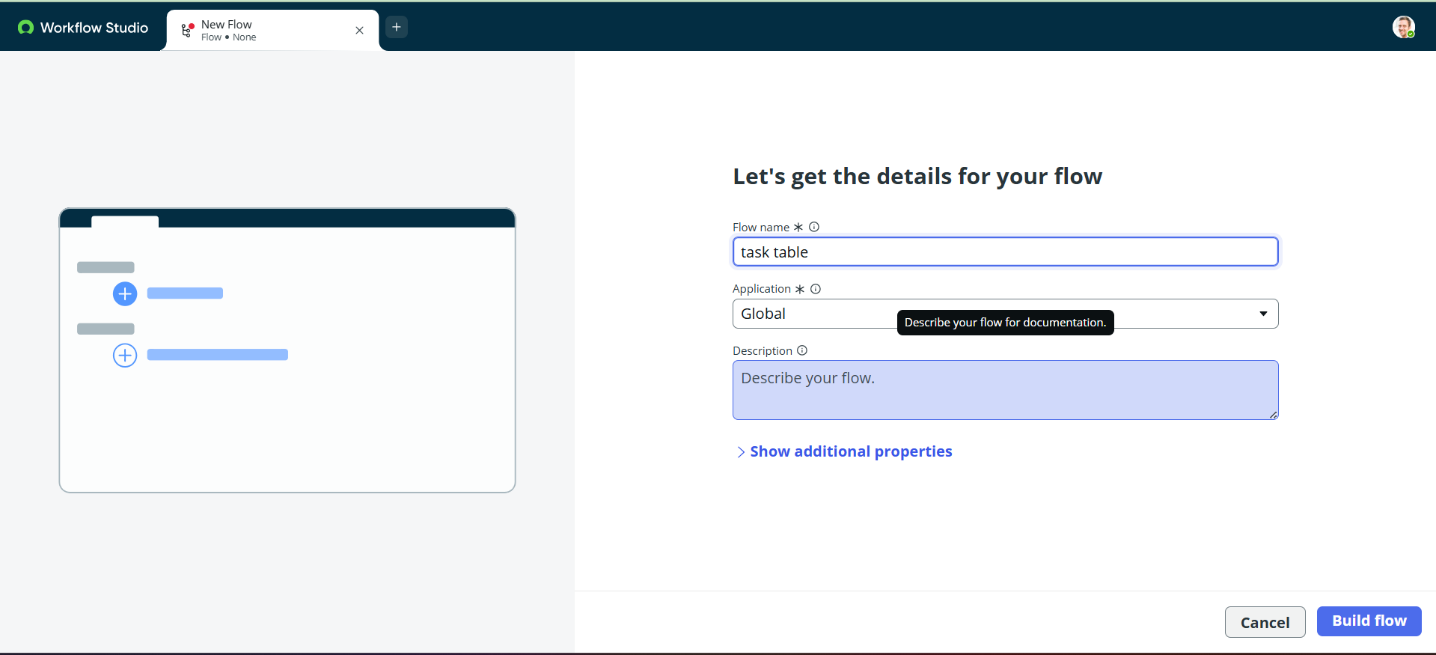 Workflow Studio
New Flow
Flow • None
Let's get the details for your flow
Flow name *
task table
Application *
Global
Describe your flow for documentation.
Description
Describe your flow.
Show additional properties
Cancel
Build flow